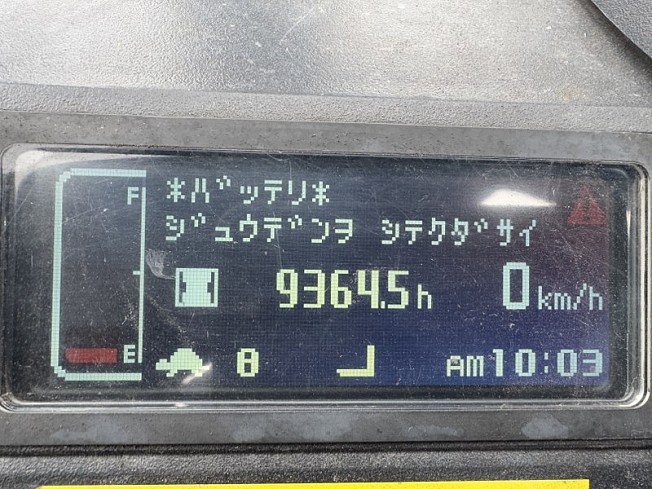 *バッテリ*
ジュウデンヲ シテクダサイ
F
9364.5h
0km/h
E
8
AM10:03